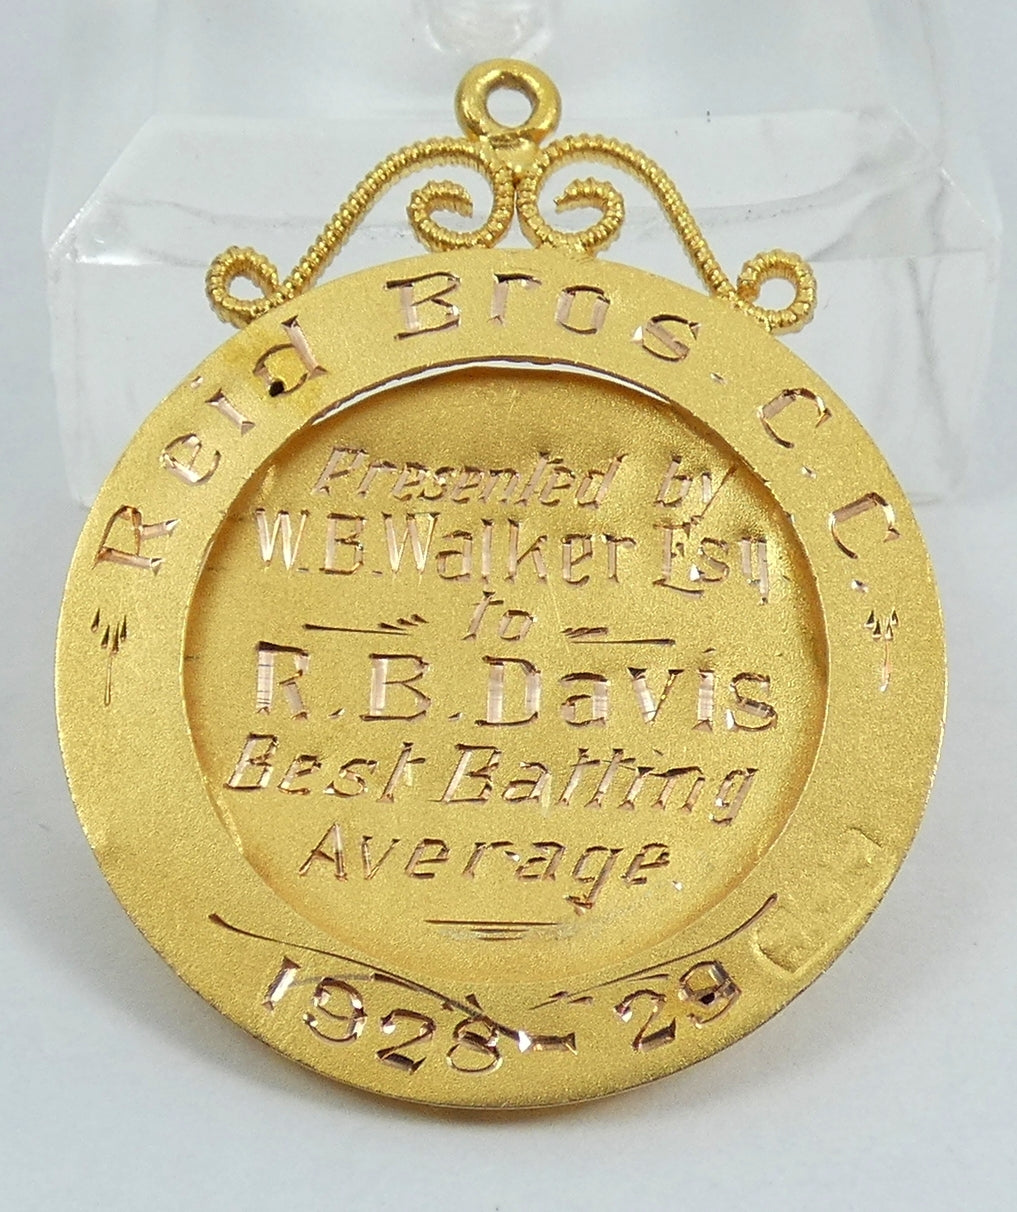 Reid Bros. C. C.
Presented by
W.B.Walker Esq
to
R.B.Davis
Best Batting
Average
1928-29